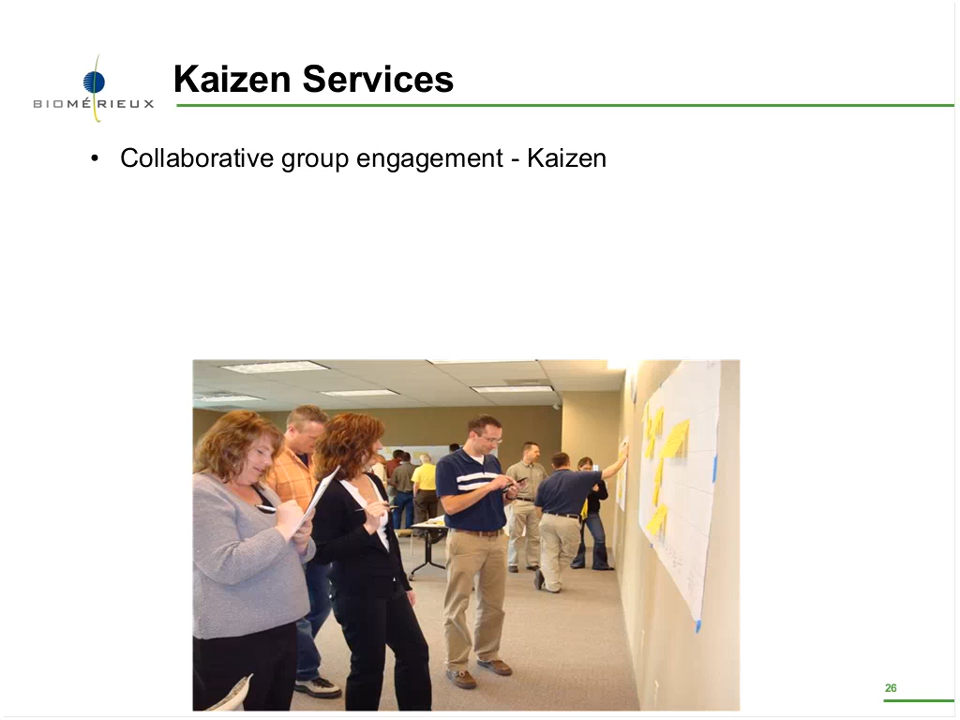 Kaizen Services
BIOMÉRIEUX
• Collaborative group engagement - Kaizen
26